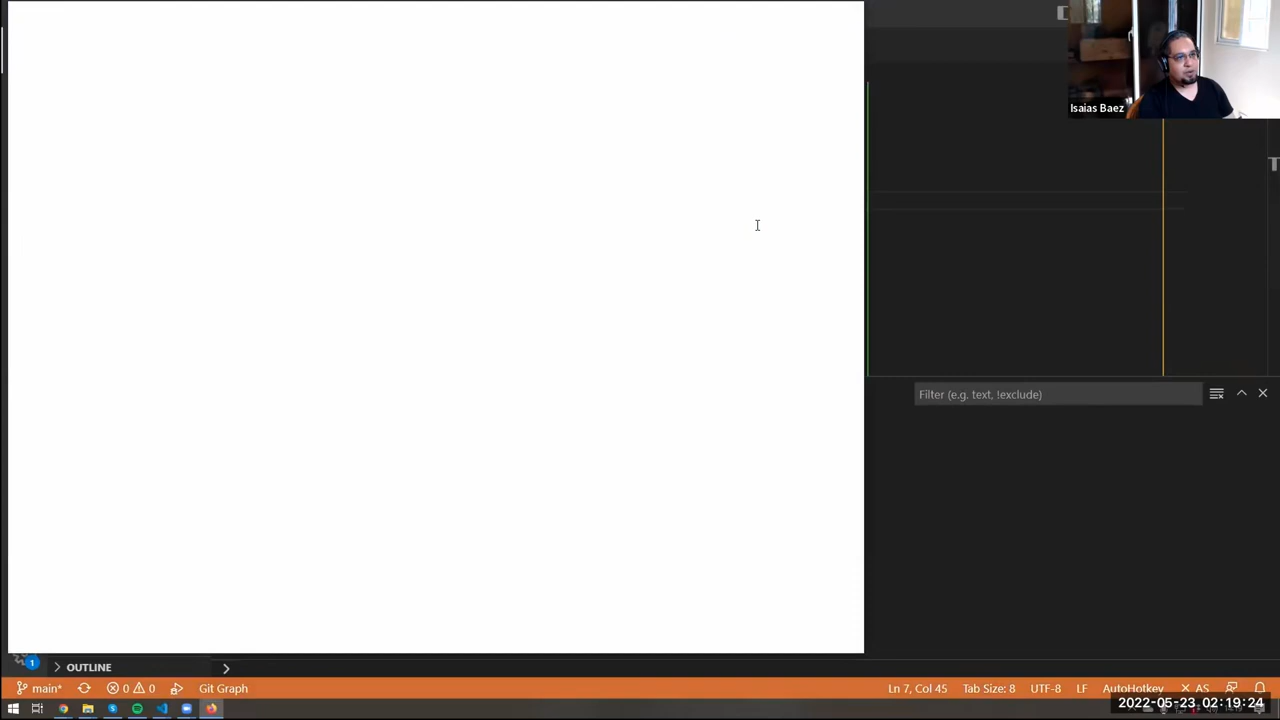 Isaias Baez
Filter (e.g. text, !exclude)
1
OUTLINE
main*
0
0
Git Graph
Ln 7, Col 45
Tab Size: 8
UTF-8
LF
AutoHotkey
AS
2022-05-23 02:19:24